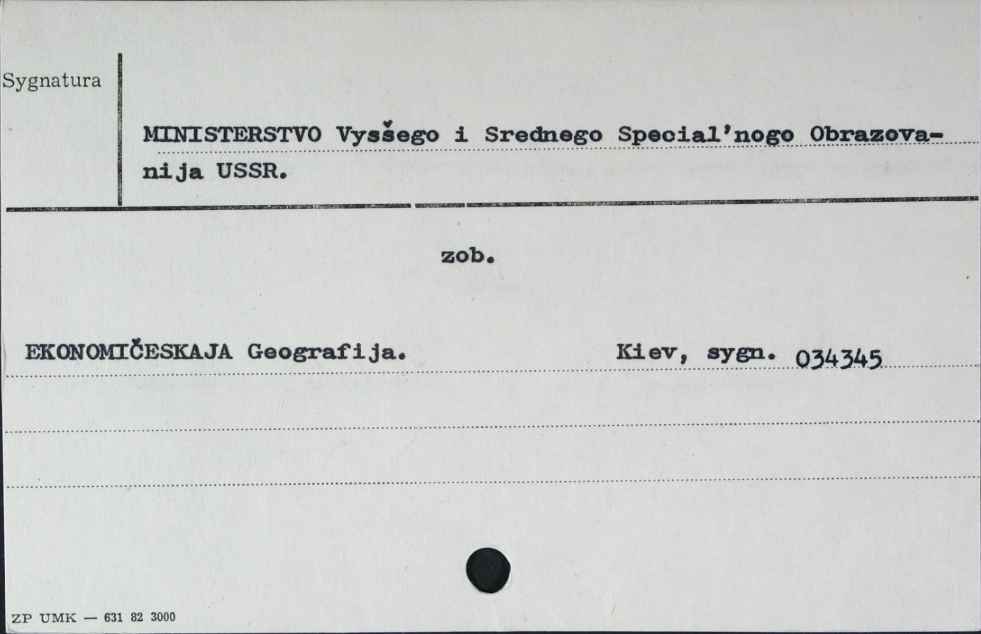 Sygnatura
MINISTERSTVO Vysšego i Srednego Special'nogo Obrazova-
nija USSR.
zob.
EKONOMIČESKAJA Geografija. Kiev, sygn. 034345
ZP UMK — 631 82 3000